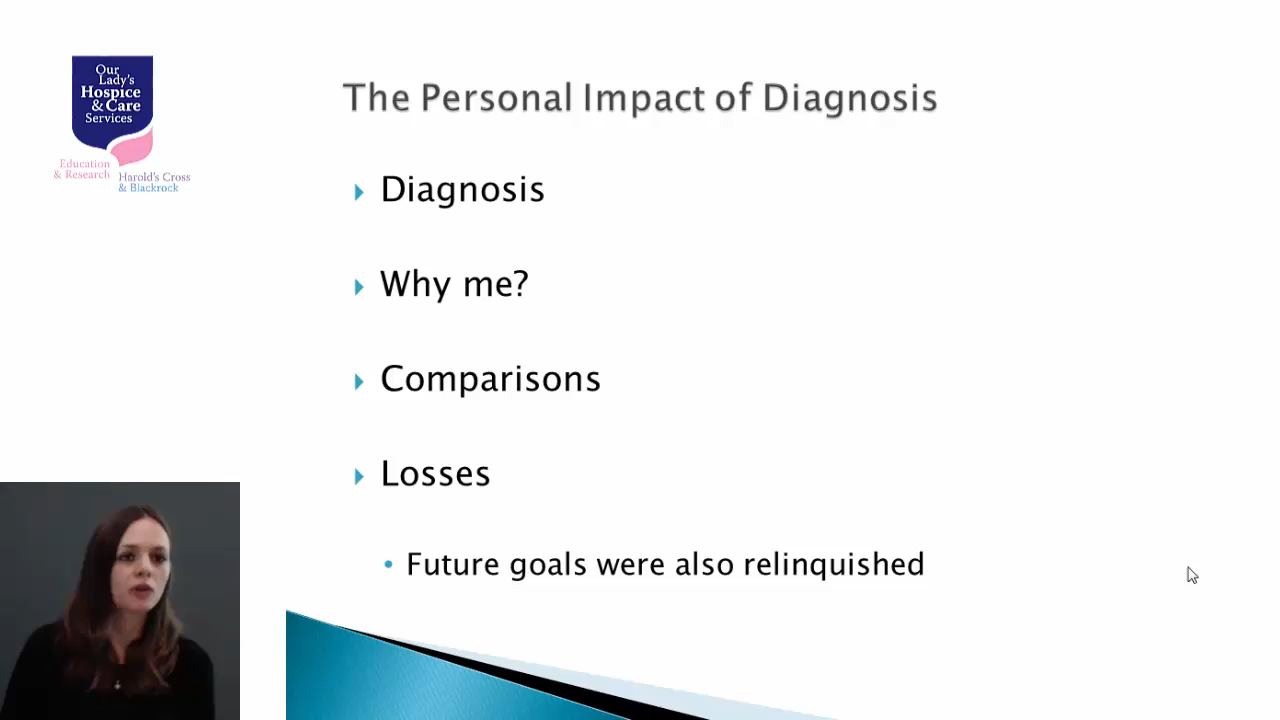 Our
Lady's
Hospice
& Care
Services
Education
& Research
Harold's Cross
& Blackrock
The Personal Impact of Diagnosis
Diagnosis
Why me?
Comparisons
Losses
• Future goals were also relinquished